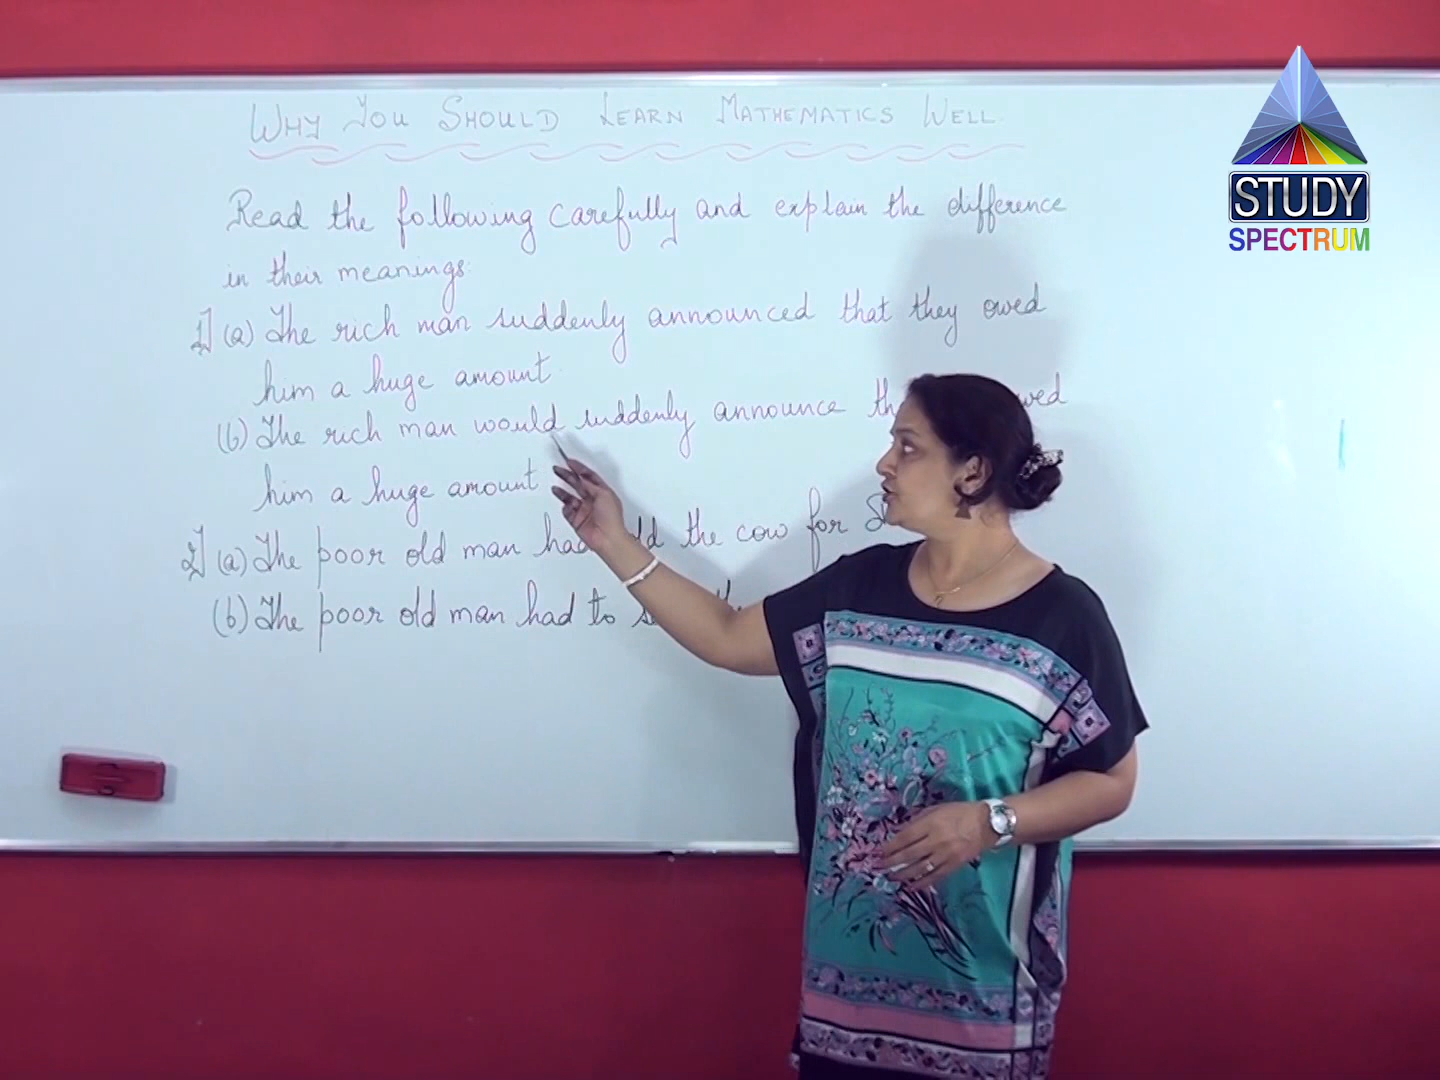 WHY YOU SHOULD LEARN MATHEMATICS WELL.
STUDY
SPECTRUM
Read the following carefully and explain the difference
in their meanings:
1] (a) The rich man suddenly announced that they owed
him a huge amount.
(b) The rich man would suddenly announce
him a huge amount
2] (a) The poor old man had the cow for
(b) The poor old man had to